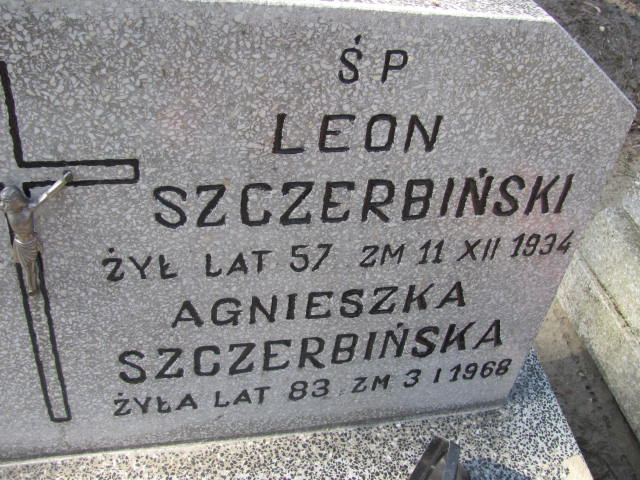 ŚP
LEON
SZCZERBIŃSKI
ŻYŁ LAT 57 ZM 11 XII 1934
AGNIESZKA
SZCZERBIŃSKA
ŻYŁA LAT 83 ZM 3 I 1968